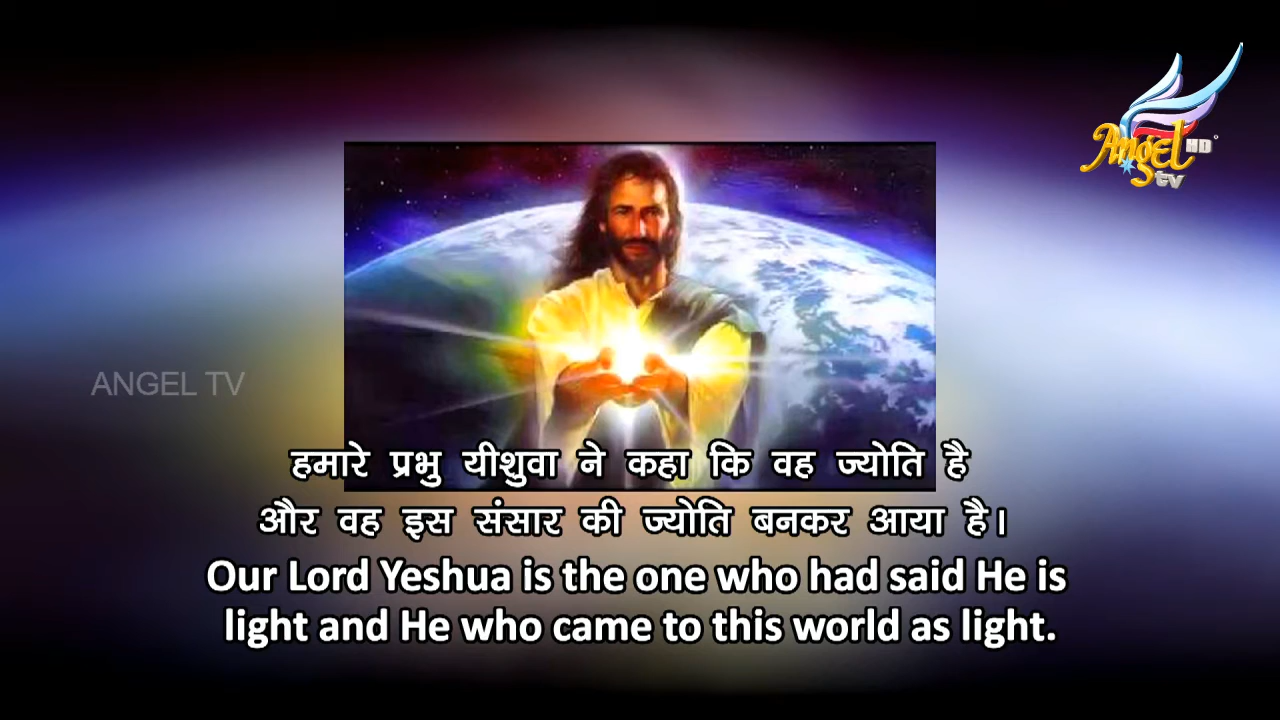 Angel HD
tv
ANGEL TV
हमारे प्रभु यीशुवा ने कहा कि वह ज्योति है
और वह इस संसार की ज्योति बनकर आया है।
Our Lord Yeshua is the one who had said He is
light and He who came to this world as light.